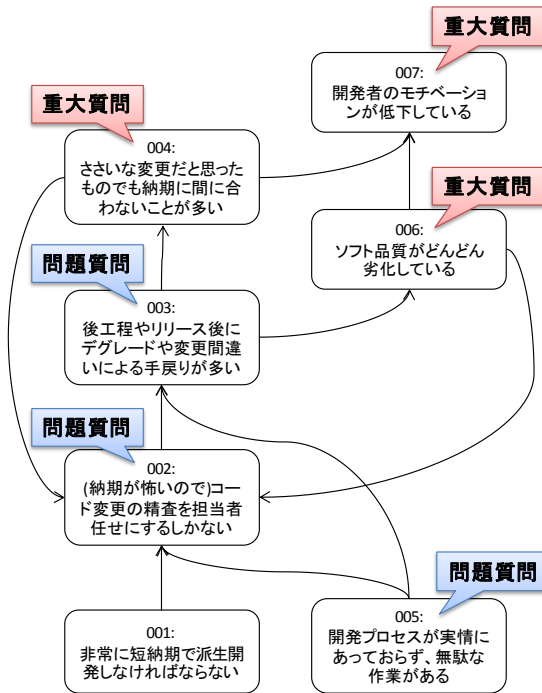 重大質問
007:
開発者のモチベーショ
ンが低下している
重大質問
004:
ささいな変更だと思った
ものでも納期に間に合
わないことが多い
重大質問
006:
ソフト品質がどんどん
劣化している
問題質問
003:
後工程やリリース後に
デグレードや変更間違
いによる手戻りが多い
問題質問
002:
(納期が怖いので)コー
ド変更の精査を担当者
任せにするしかない
001:
非常に短納期で派生開
発しなければならない
問題質問
005:
開発プロセスが実情に
あっておらず、無駄な
作業がある